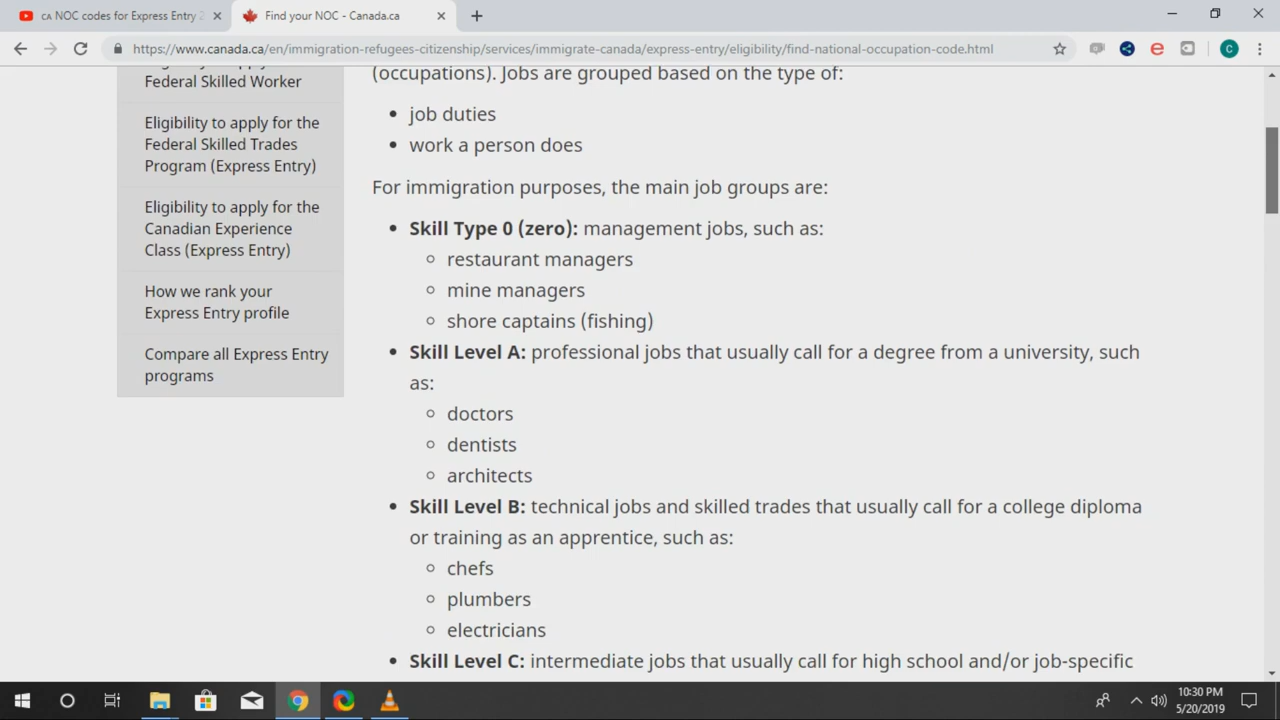 cA NOC codes for Express Entry 2
Find your NOC - Canada.ca
https://www.canada.ca/en/immigration-refugees-citizenship/services/immigrate-canada/express-entry/eligibility/find-national-occupation-code.html
C
Federal Skilled Worker
Eligibility to apply for the
Federal Skilled Trades
Program (Express Entry)
Eligibility to apply for the
Canadian Experience
Class (Express Entry)
How we rank your
Express Entry profile
Compare all Express Entry
programs
(occupations). Jobs are grouped based on the type of:
job duties
work a person does
For immigration purposes, the main job groups are:
Skill Type 0 (zero): management jobs, such as:
restaurant managers
mine managers
shore captains (fishing)
Skill Level A: professional jobs that usually call for a degree from a university, such
as:
doctors
dentists
architects
Skill Level B: technical jobs and skilled trades that usually call for a college diploma
or training as an apprentice, such as:
chefs
plumbers
electricians
Skill Level C: intermediate jobs that usually call for high school and/or job-specific
10:30 PM
5/20/2019